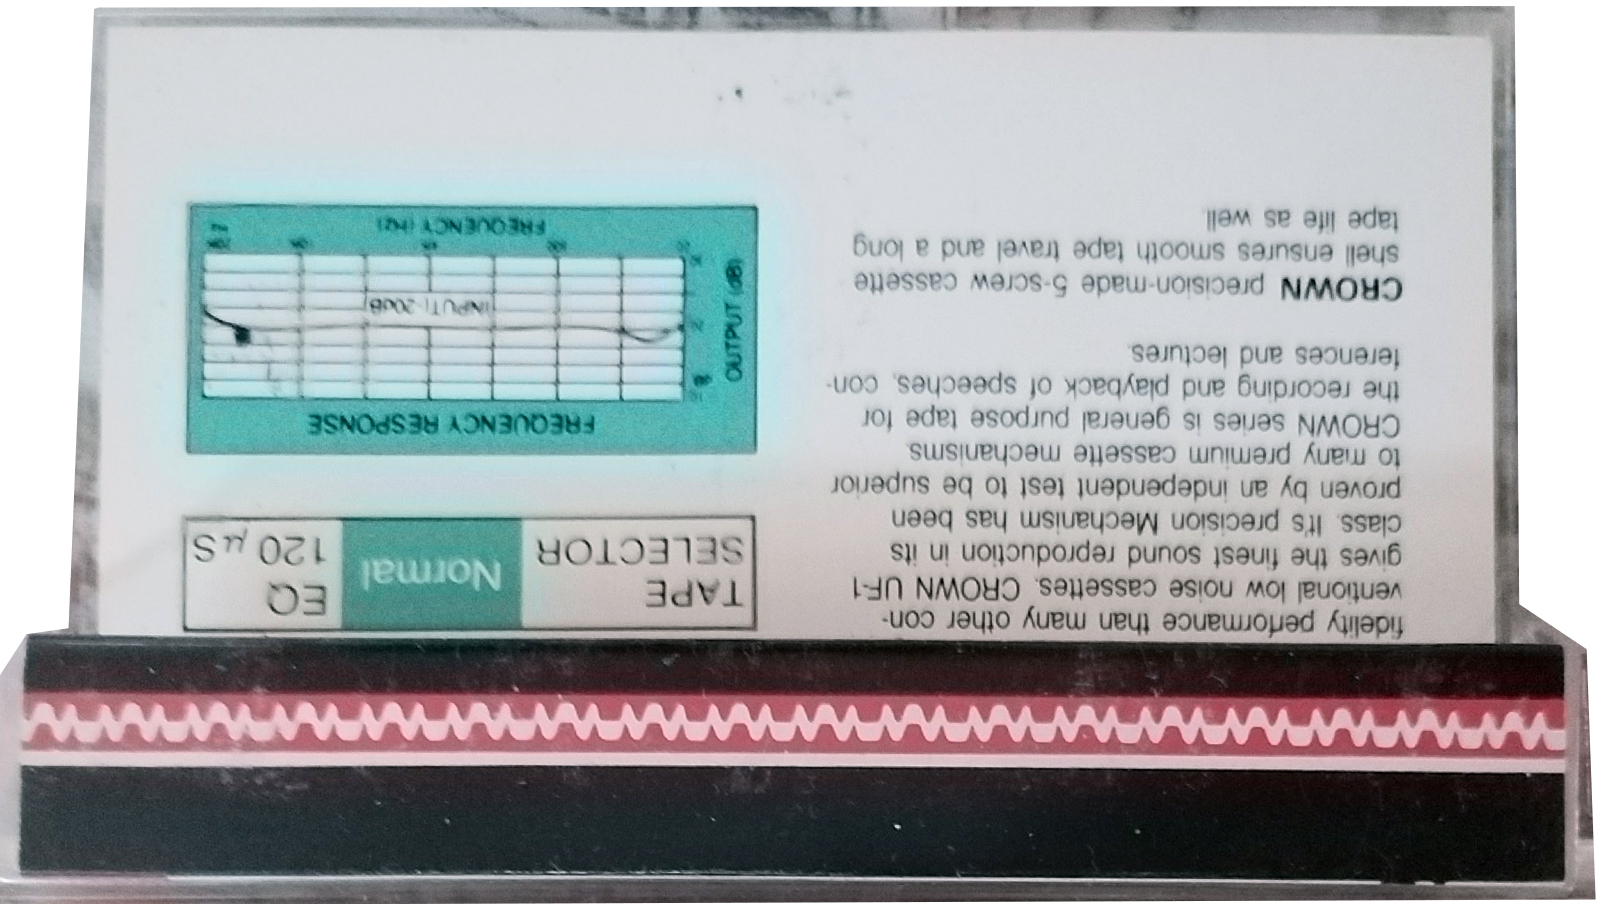 fidelity performance than many other con-
ventional low noise cassettes. CROWN UF-1
gives the finest sound reproduction in its
class. It's precision Mechanism has been
proven by an independent test to be superior
to many premium cassette mechanisms
CROWN series is general purpose tape for
the recording and playback of speeches, con-
ferences and lectures.
CROWN precision-made 5-screw cassette
shell ensures smooth tape travel and a long
tape life as well
TAPE
SELECTOR
Normal
EQ
120 μS
FREQUENCY RESPONSE
OUTPUT (dB)
INPUT: -20dB
FREQUENCY (Hz)